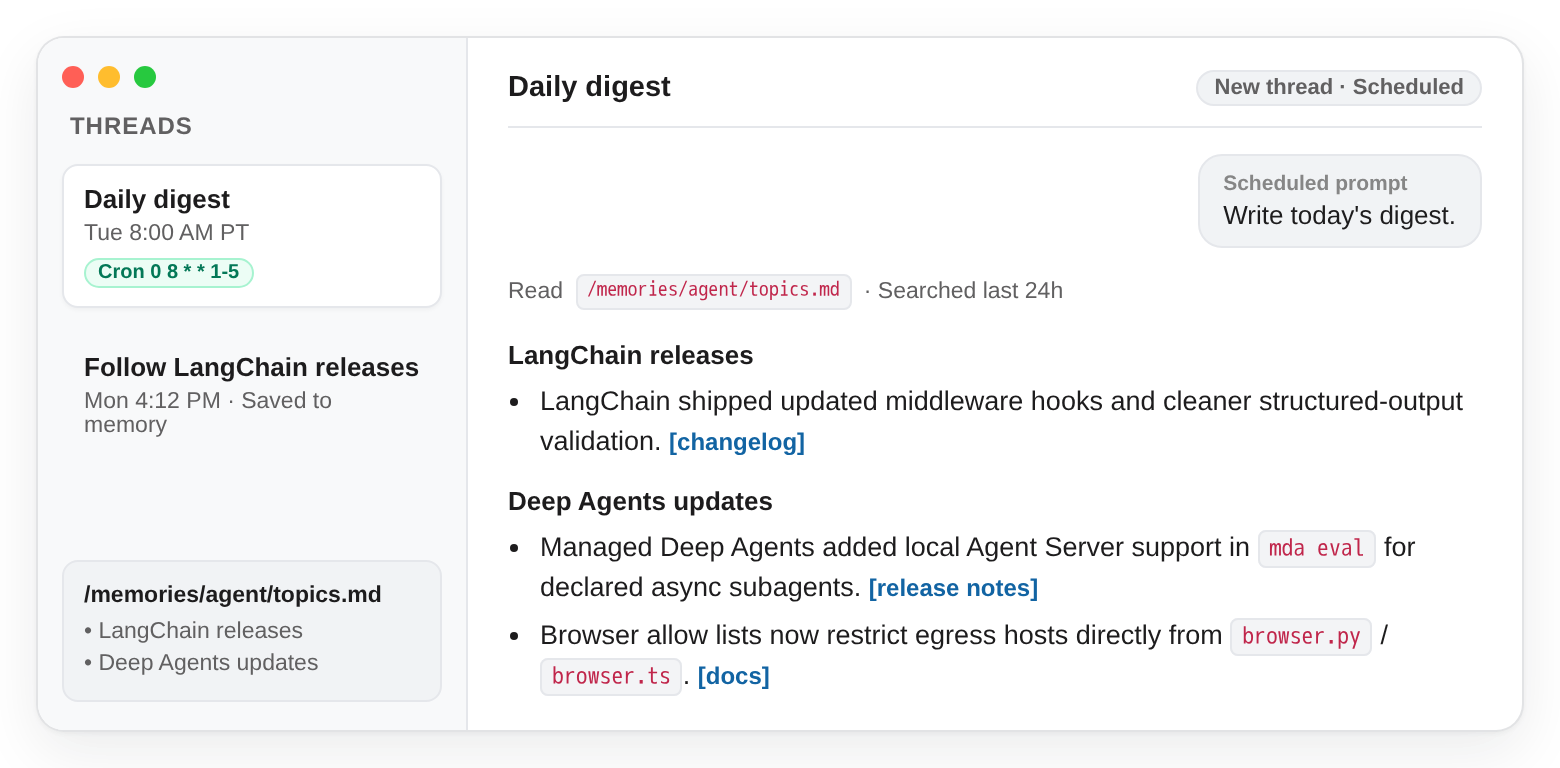 THREADS
Daily digest
Tue 8:00 AM PT
Cron 0 8 * * 1-5
Follow LangChain releases
Mon 4:12 PM · Saved to
memory
/memories/agent/topics.md
• LangChain releases
• Deep Agents updates
Daily digest
New thread · Scheduled
Scheduled prompt
Write today's digest.
Read /memories/agent/topics.md · Searched last 24h
LangChain releases
• LangChain shipped updated middleware hooks and cleaner structured-output
validation. [changelog]
Deep Agents updates
• Managed Deep Agents added local Agent Server support in mda eval for
declared async subagents. [release notes]
• Browser allow lists now restrict egress hosts directly from browser.py /
browser.ts. [docs]